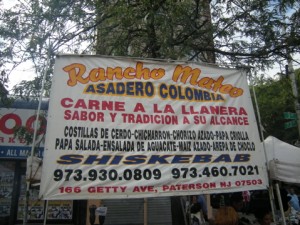 Rancho Mateo
ASADERO COLOMBIA
CARNE A LA LLANERA
SABOR Y TRADICION A SU ALCANCE
COSTILLAS DE CERDO-CHICHARRON-CHORIZO AZADO-PAPA CRIOLLA
PAPA SALADA-ENSALADA DE AGUACATE-MAIZ AZADO-AREPA DE CHOCLO
SHISKEBAB
973.930.0809 973.460.7021
166 GETTY AVE, PATERSON NJ 07503